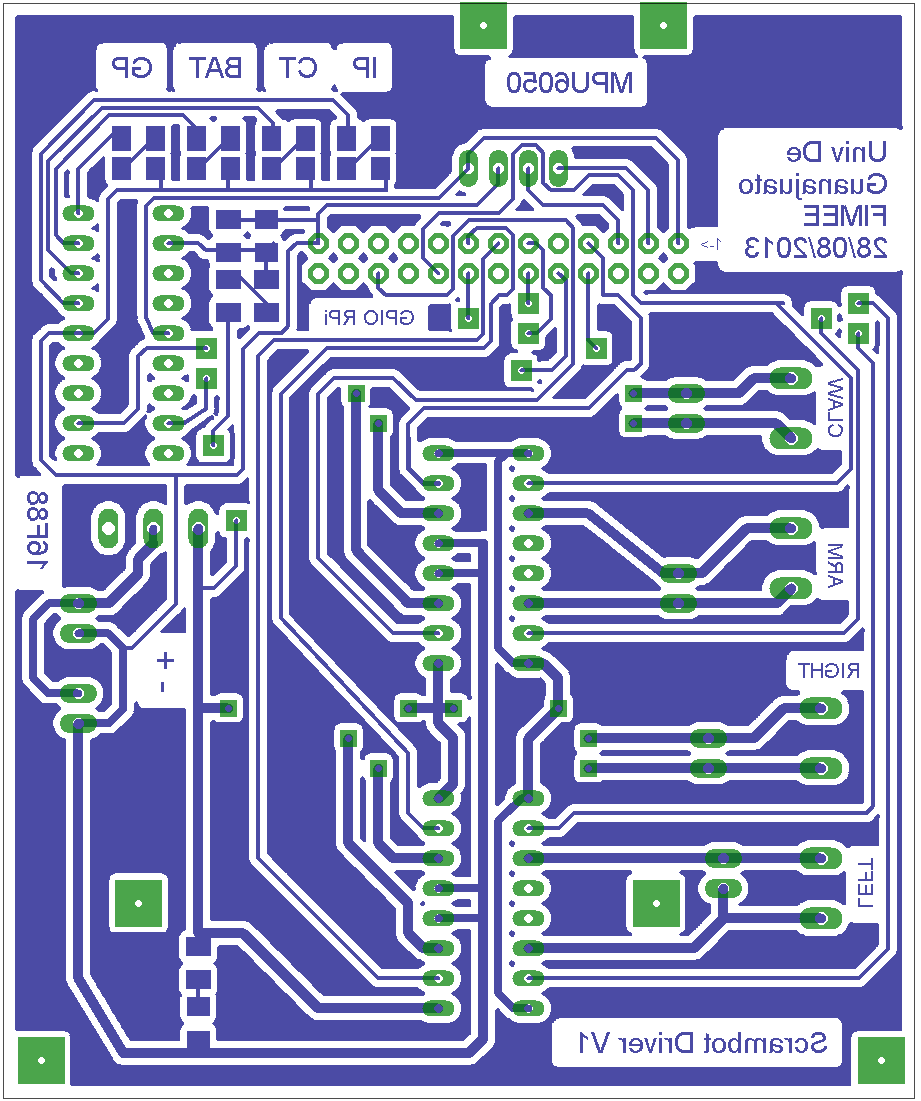 GP BAT CT IP
MPU6050
Univ De
Guanajuato
FIMEE
28/08/2013
1->
GPIO RPi
CLAW
16F88
ARM
+
-
RIGHT
LEFT
Scrambot Driver V1